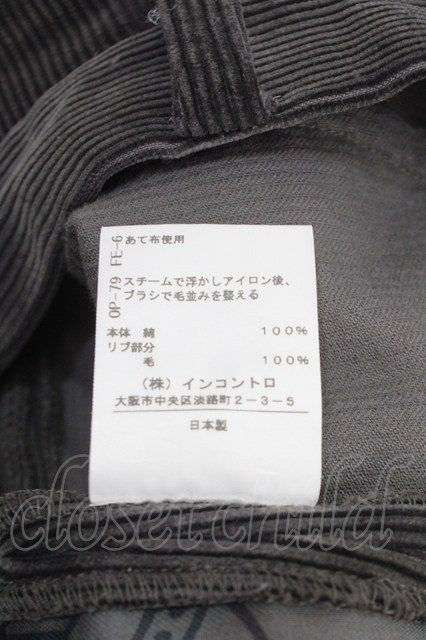 あて布使用
OP-79 FE-6
スチームで浮かしアイロン後、
ブラシで毛並みを整える
本体 綿 100%
リブ部分
毛 100%
(株)インコントロ
大阪市中央区淡路町2-3-5
日本製
closet child